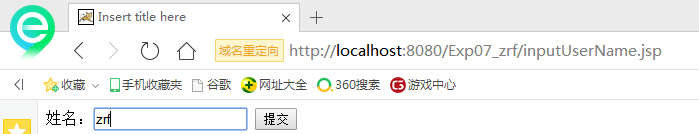 Insert title here
域名重定向 http://localhost:8080/Exp07_zrf/inputUserName.jsp
收藏 手机收藏夹 谷歌 网址大全 360搜索 游戏中心
姓名：zrf 提交